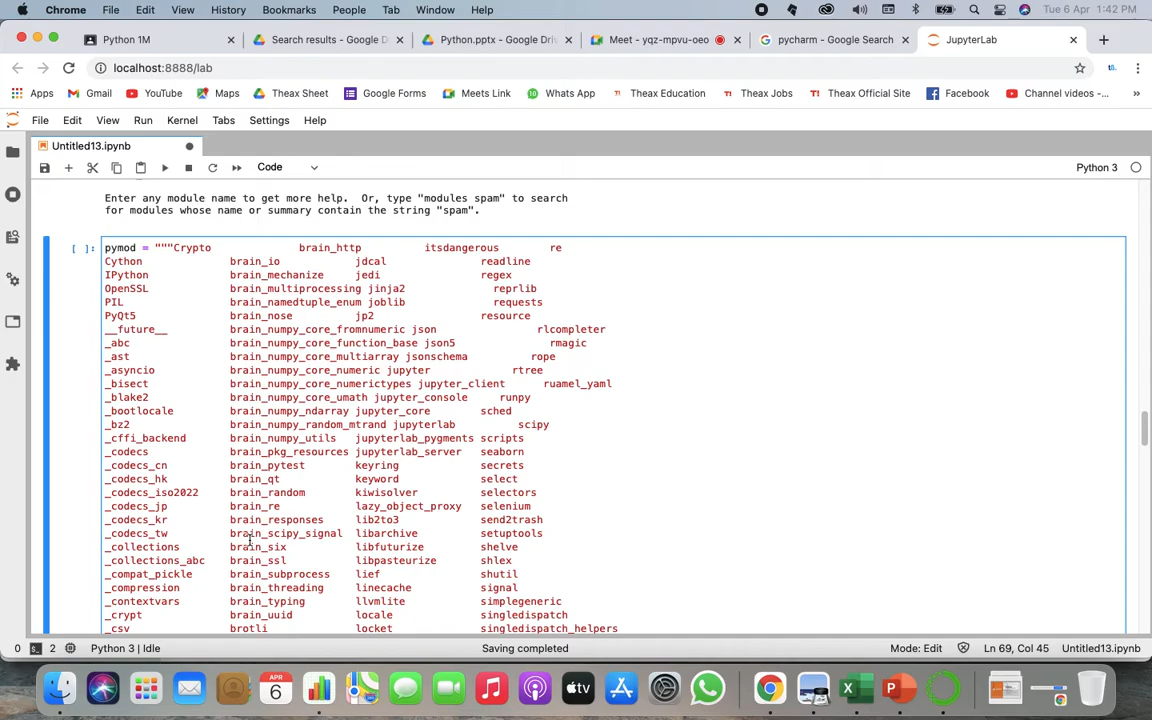 Chrome File Edit View History Bookmarks People Tab Window Help Tue 6 Apr 1:42 PM
Python 1M Search results - Google D Python.pptx - Google Driv Meet - yqz-mpvu-oeo pycharm - Google Search JupyterLab
localhost:8888/lab
Apps Gmail YouTube Maps Theax Sheet Google Forms Meets Link Whats App Theax Education Theax Jobs Theax Official Site Facebook Channel videos -... »
File Edit View Run Kernel Tabs Settings Help
Untitled13.ipynb
Code Python 3
Enter any module name to get more help. Or, type "modules spam" to search
for modules whose name or summary contain the string "spam".
[ ]: pymod = """Crypto brain_http itsdangerous re
Cython brain_io jdcal readline
IPython brain_mechanize jedi regex
OpenSSL brain_multiprocessing jinja2 reprlib
PIL brain_namedtuple_enum joblib requests
PyQt5 brain_nose jp2 resource
__future__ brain_numpy_core_fromnumeric json rlcompleter
_abc brain_numpy_core_function_base json5 rmagic
_ast brain_numpy_core_multiarray jsonschema rope
_asyncio brain_numpy_core_numeric jupyter rtree
_bisect brain_numpy_core_numerictypes jupyter_client ruamel_yaml
_blake2 brain_numpy_core_umath jupyter_console runpy
_bootlocale brain_numpy_ndarray jupyter_core sched
_bz2 brain_numpy_random_mtrand jupyterlab scipy
_cffi_backend brain_numpy_utils jupyterlab_pygments scripts
_codecs brain_pkg_resources jupyterlab_server seaborn
_codecs_cn brain_pytest keyring secrets
_codecs_hk brain_qt keyword select
_codecs_iso2022 brain_random kiwisolver selectors
_codecs_jp brain_re lazy_object_proxy selenium
_codecs_kr brain_responses lib2to3 send2trash
_codecs_tw brain_scipy_signal libarchive setuptools
_collections brain_six libfuturize shelve
_collections_abc brain_ssl libpasteurize shlex
_compat_pickle brain_subprocess lief shutil
_compression brain_threading linecache signal
_contextvars brain_typing llvmlite simplegeneric
_crypt brain_uuid locale singledispatch
_csv brotli locket singledispatch_helpers
0 2 Python 3 | Idle Saving completed Mode: Edit Ln 69, Col 45 Untitled13.ipynb
APR
6
tv